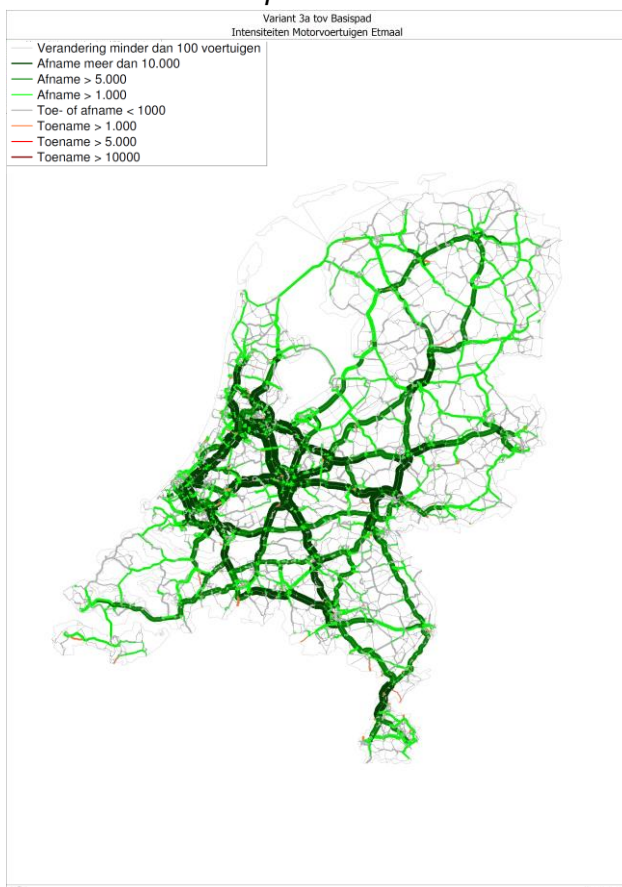 Variant 3a tov Basispad
Intensiteiten Motorvoertuigen Etmaal
Verandering minder dan 100 voertuigen
Afname meer dan 10.000
Afname > 5.000
Afname > 1.000
Toe- of afname < 1000
Toename > 1.000
Toename > 5.000
Toename > 10000